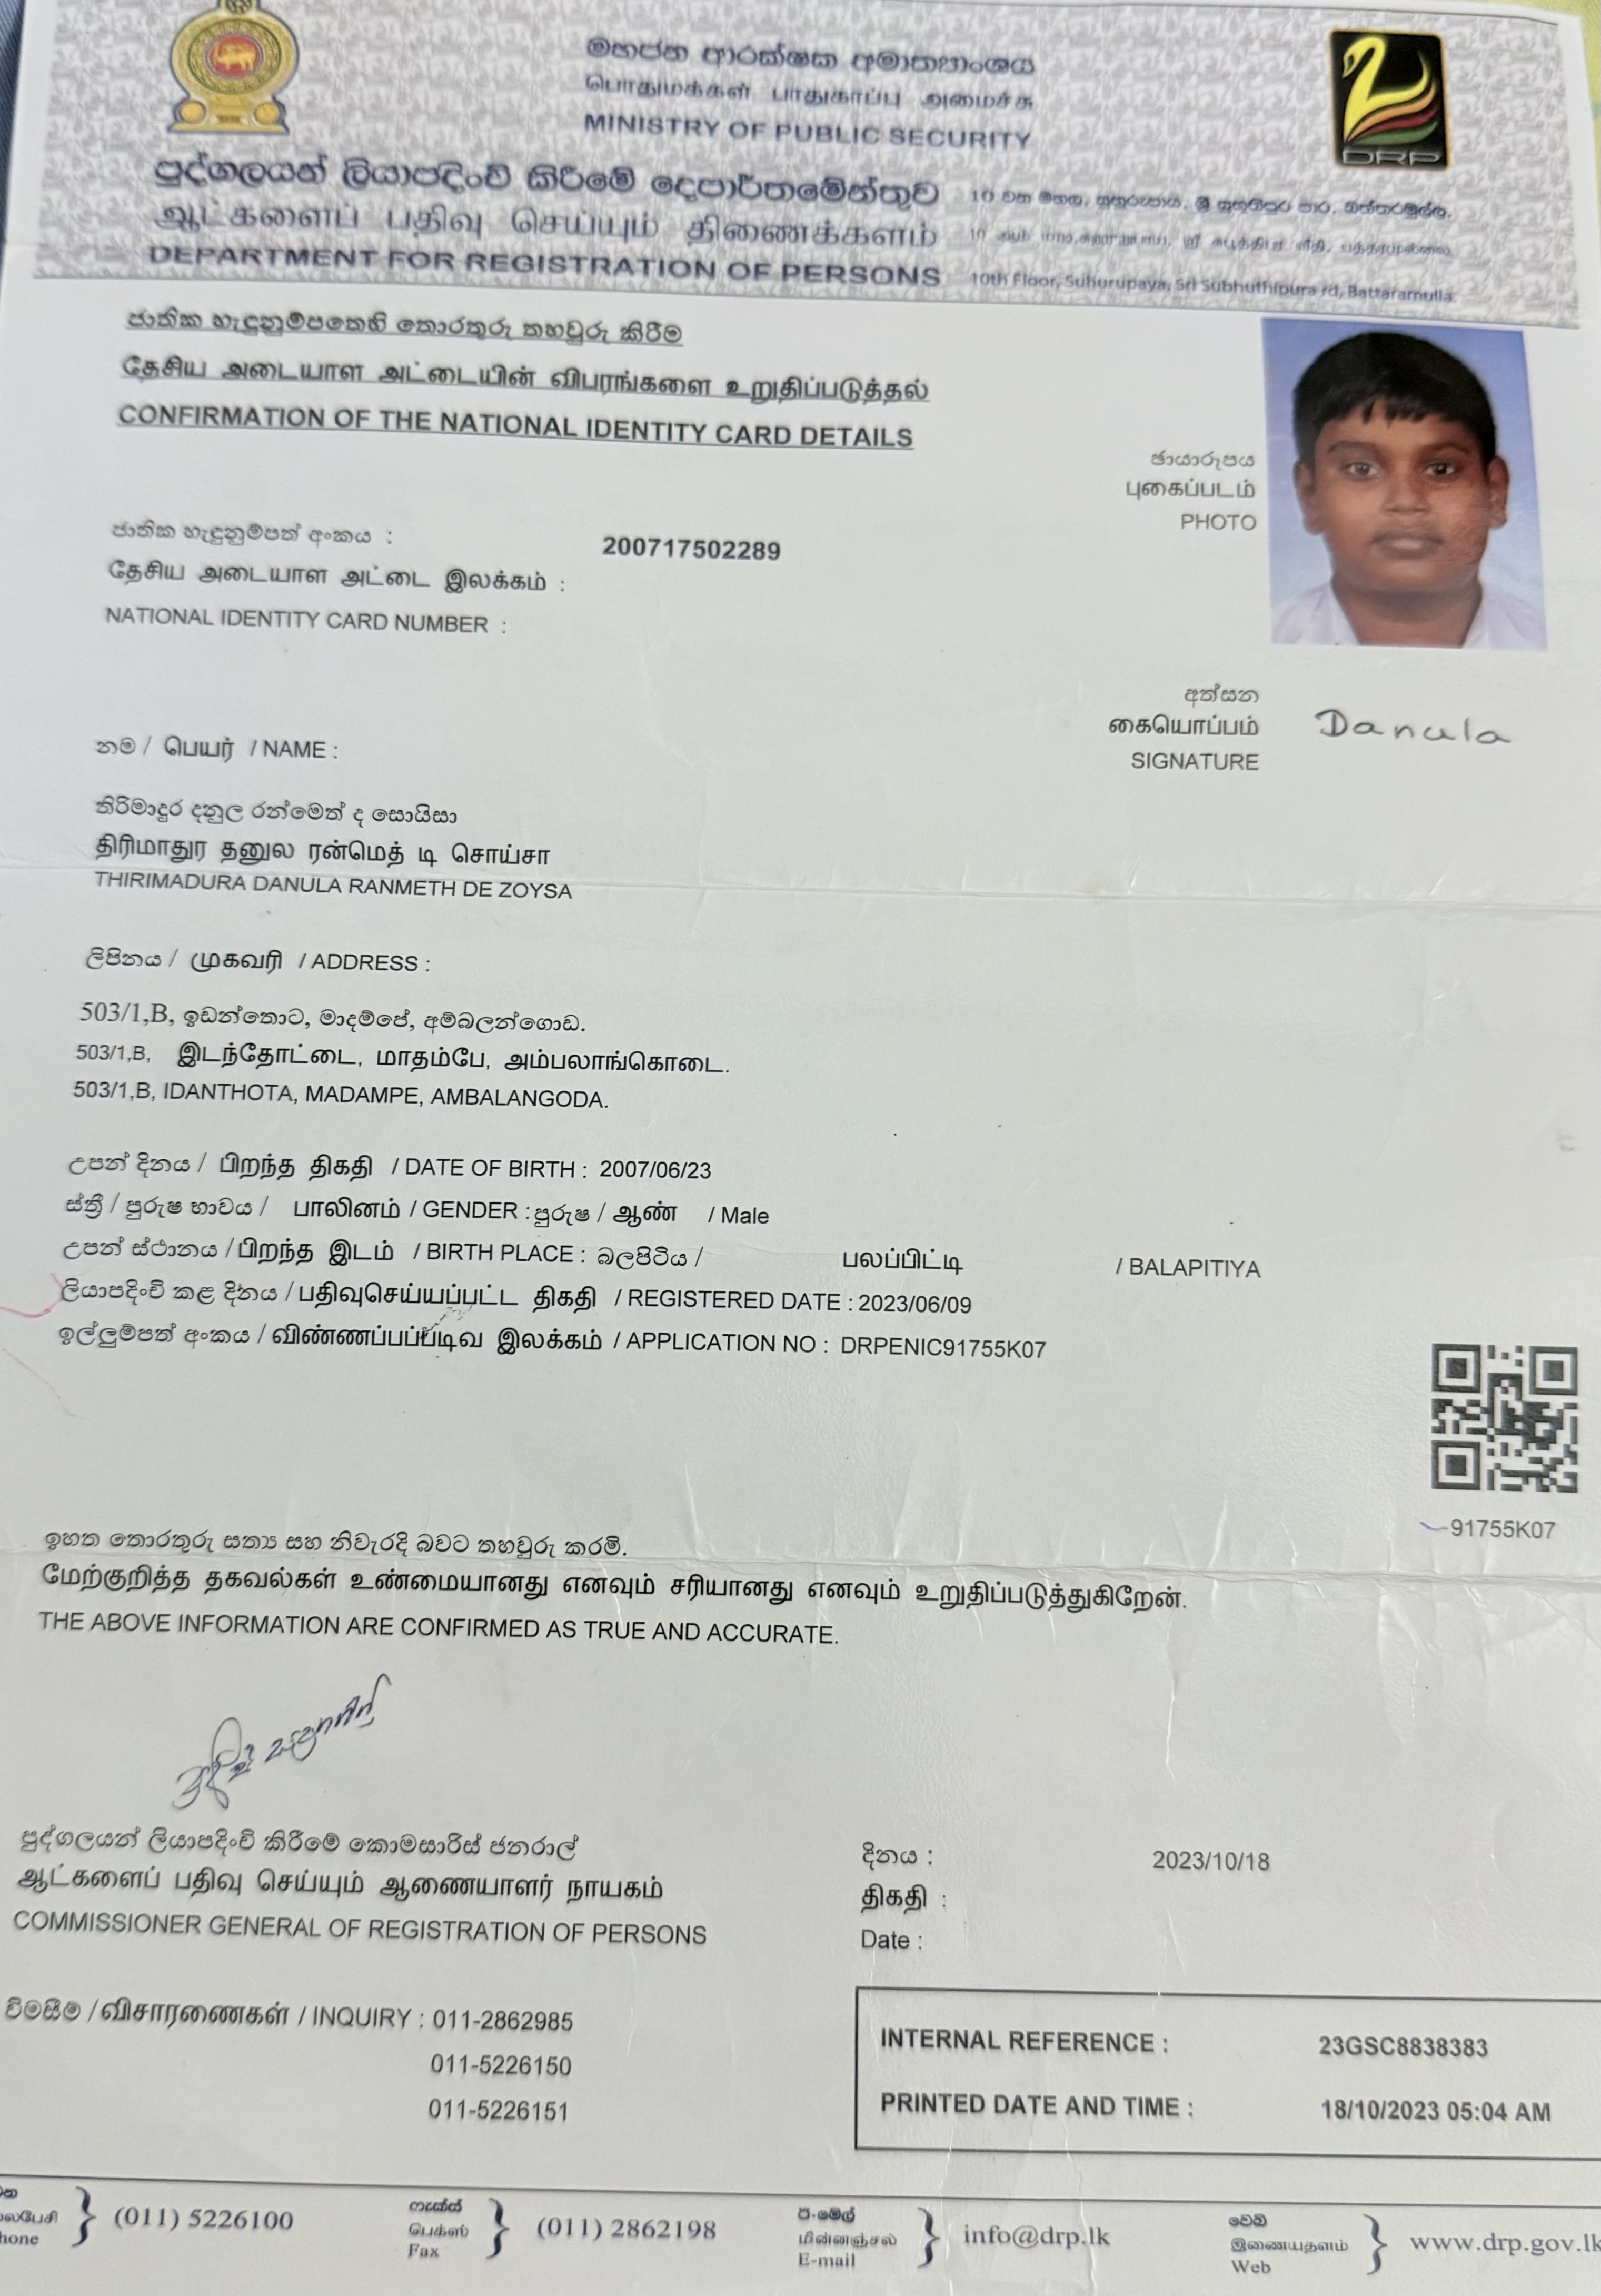 මහජන ආරක්ෂක අමාත්‍යාංශය
பொதுமக்கள் பாதுகாப்பு அமைச்சு
MINISTRY OF PUBLIC SECURITY
DRP
පුද්ගලයන් ලියාපදිංචි කිරීමේ දෙපාර්තමේන්තුව
ஆட்களைப் பதிவு செய்யும் திணைக்களம்
DEPARTMENT FOR REGISTRATION OF PERSONS
10th Floor, Suhurupaya, Sri Subhuthipura rd, Battaramulla.
ජාතික හැඳුනුම්පතෙහි තොරතුරු තහවුරු කිරීම
தேசிய அடையாள அட்டையின் விபரங்களை உறுதிப்படுத்தல்
CONFIRMATION OF THE NATIONAL IDENTITY CARD DETAILS
ඡායාරූපය
புகைப்படம்
PHOTO
ජාතික හැඳුනුම්පත් අංකය :
200717502289
தேசிய அடையாள அட்டை இலக்கம் :
NATIONAL IDENTITY CARD NUMBER :
අත්සන
கையொப்பம்
SIGNATURE
Danula
නම / பெயர் / NAME :
තිරිමාදුර දනුල රන්මෙත් ද සොයිසා
திரிமாதுர தனுல ரன்மெத் டி சொய்சா
THIRIMADURA DANULA RANMETH DE ZOYSA
ලිපිනය / முகவரி / ADDRESS :
503/1,B, ඉඩන්තොට, මාදම්පේ, අම්බලන්ගොඩ.
503/1,B, இடந்தோட்டை, மாதம்பே, அம்பலாங்கொடை.
503/1,B, IDANTHOTA, MADAMPE, AMBALANGODA.
උපන් දිනය / பிறந்த திகதி / DATE OF BIRTH : 2007/06/23
ස්ත්‍රී / පුරුෂ භාවය / பாலினம் / GENDER : පුරුෂ / ஆண் / Male
උපන් ස්ථානය / பிறந்த இடம் / BIRTH PLACE : බලපිටිය / பலப்பிட்டி / BALAPITIYA
ලියාපදිංචි කළ දිනය / பதிவுசெய்யப்பட்ட திகதி / REGISTERED DATE : 2023/06/09
ඉල්ලුම්පත් අංකය / விண்ணப்பப்படிவ இலக்கம் / APPLICATION NO : DRPENIC91755K07
91755K07
ඉහත තොරතුරු සත්‍ය සහ නිවැරදි බවට තහවුරු කරමි.
மேற்குறித்த தகவல்கள் உண்மையானது எனவும் சரியானது எனவும் உறுதிப்படுத்துகிறேன்.
THE ABOVE INFORMATION ARE CONFIRMED AS TRUE AND ACCURATE.
පුද්ගලයන් ලියාපදිංචි කිරීමේ කොමසාරිස් ජනරාල්
ஆட்களைப் பதிவு செய்யும் ஆணையாளர் நாயகம்
COMMISSIONER GENERAL OF REGISTRATION OF PERSONS
දිනය :
2023/10/18
திகதி :
Date :
විමසීම / விசாரணைகள் / INQUIRY : 011-2862985
011-5226150
011-5226151
INTERNAL REFERENCE : 23GSC8838383
PRINTED DATE AND TIME : 18/10/2023 05:04 AM
(011) 5226100
ෆැක්ස්
பெக்ஸ்
Fax
(011) 2862198
ඊ-මේල්
மின்னஞ்சல்
E-mail
info@drp.lk
වෙබ්
இணையதளம்
Web
www.drp.gov.lk